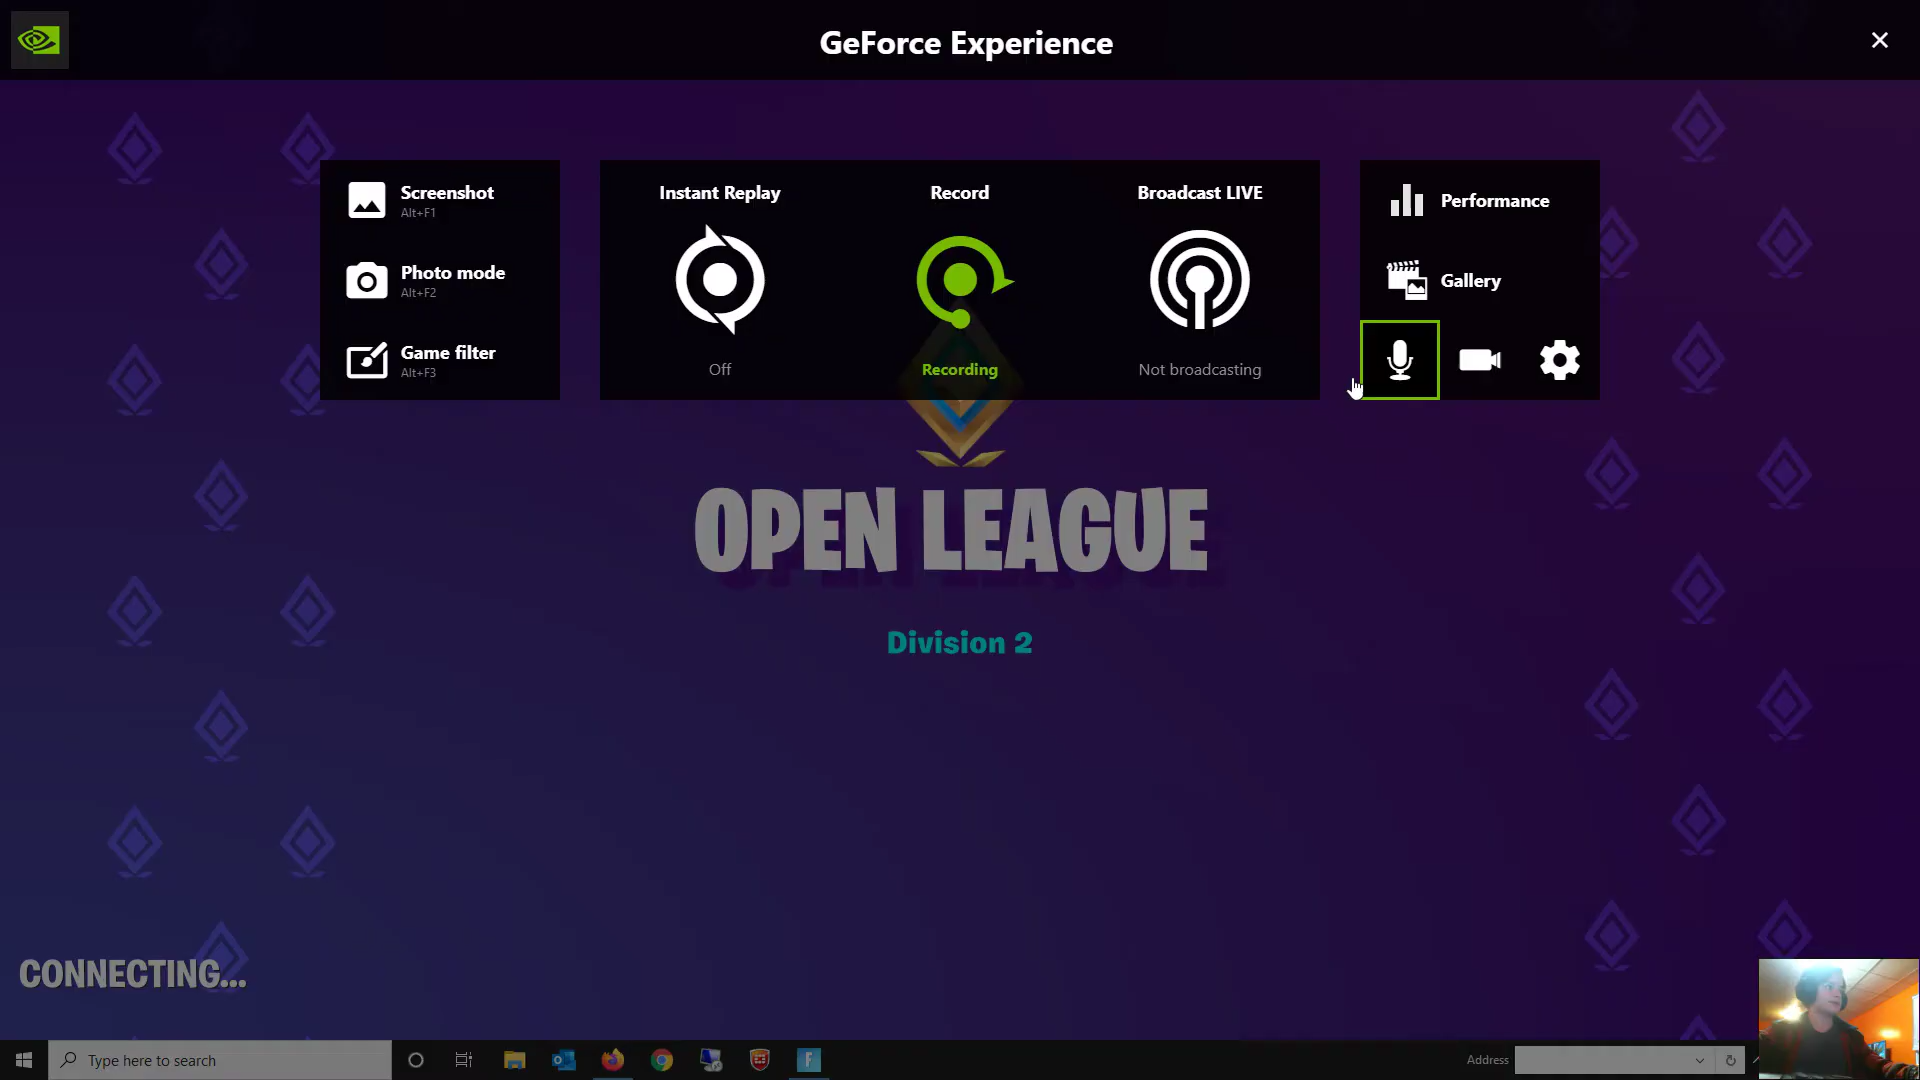 GeForce Experience
Screenshot
Alt+F1
Photo mode
Alt+F2
Game filter
Alt+F3
Instant Replay
Off
Record
Recording
Broadcast LIVE
Not broadcasting
Performance
Gallery
OPEN LEAGUE
Division 2
CONNECTING...
Type here to search
Address